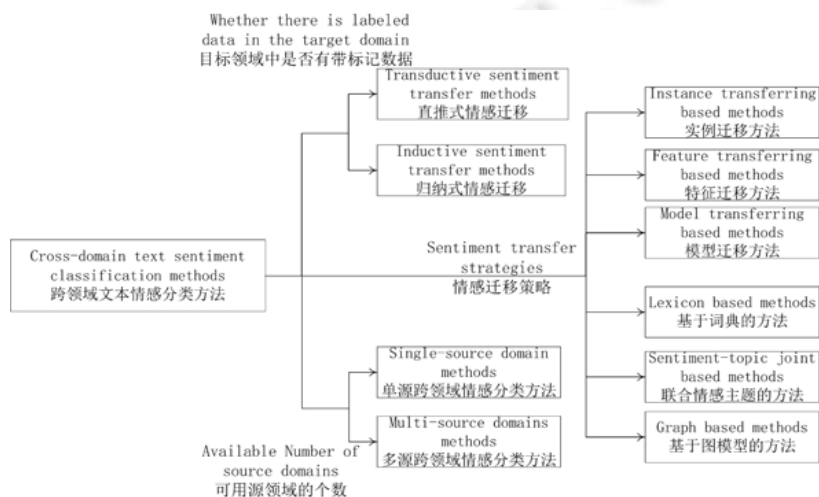 Whether there is labeled
data in the target domain
目标领域中是否有带标记数据
Transductive sentiment
transfer methods
直推式情感迁移
Inductive sentiment
transfer methods
归纳式情感迁移
Cross-domain text sentiment
classification methods
跨领域文本情感分类方法
Sentiment transfer
strategies
情感迁移策略
Instance transferring
based methods
实例迁移方法
Feature transferring
based methods
特征迁移方法
Model transferring
based methods
模型迁移方法
Lexicon based methods
基于词典的方法
Sentiment-topic joint
based methods
联合情感主题的方法
Graph based methods
基于图模型的方法
Single-source domain
methods
单源跨领域情感分类方法
Multi-source domains
methods
多源跨领域情感分类方法
Available Number of
source domains
可用源领域的个数